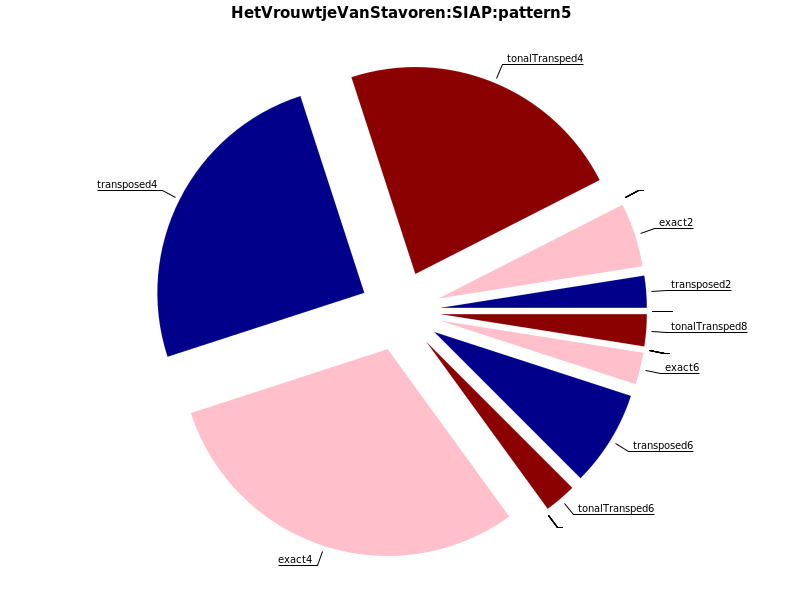 HetVrouwtjeVanStavoren:SIAP:pattern5
tonalTransped4
transposed4
exact2
transposed2
tonalTransped8
exact6
transposed6
tonalTransped6
exact4